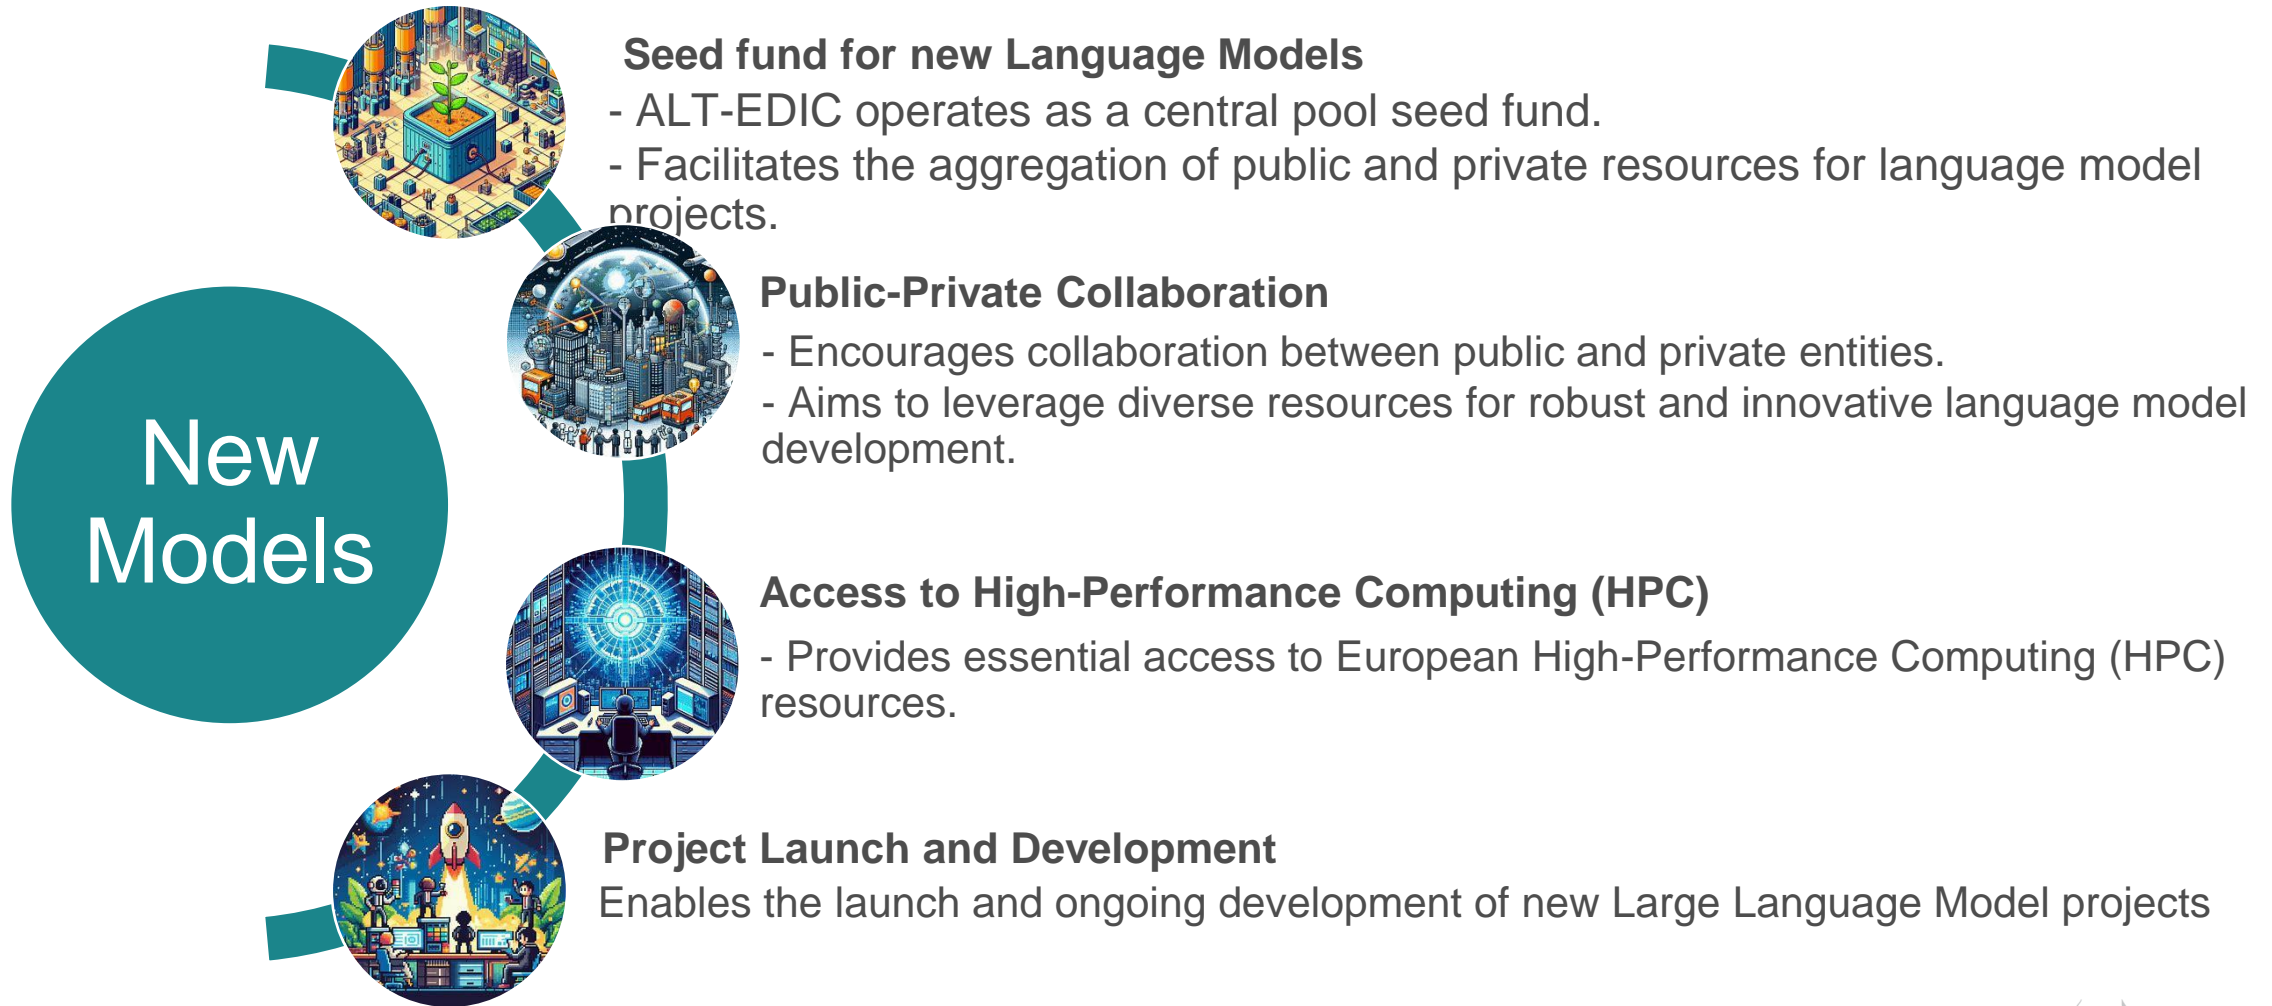 New
Models
Seed fund for new Language Models
- ALT-EDIC operates as a central pool seed fund.
- Facilitates the aggregation of public and private resources for language model
projects.
Public-Private Collaboration
- Encourages collaboration between public and private entities.
- Aims to leverage diverse resources for robust and innovative language model
development.
Access to High-Performance Computing (HPC)
- Provides essential access to European High-Performance Computing (HPC)
resources.
Project Launch and Development
Enables the launch and ongoing development of new Large Language Model projects